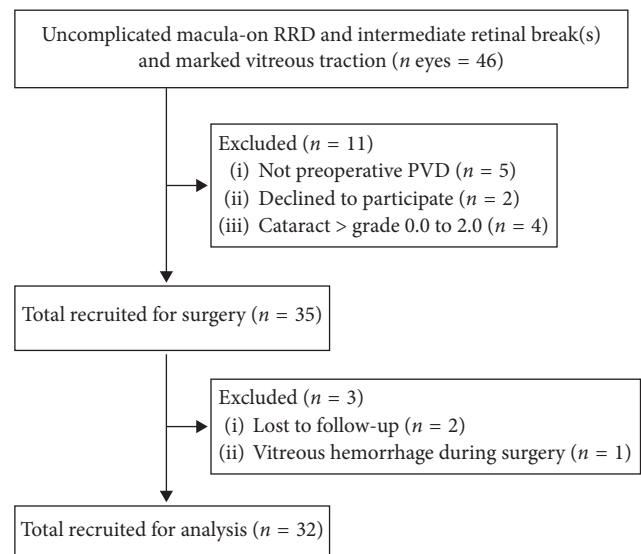 Uncomplicated macula-on RRD and intermediate retinal break(s)
and marked vitreous traction (n eyes = 46)
Excluded (n = 11)
(i) Not preoperative PVD (n = 5)
(ii) Declined to participate (n = 2)
(iii) Cataract > grade 0.0 to 2.0 (n = 4)
Total recruited for surgery (n = 35)
Excluded (n = 3)
(i) Lost to follow-up (n = 2)
(ii) Vitreous hemorrhage during surgery (n = 1)
Total recruited for analysis (n = 32)